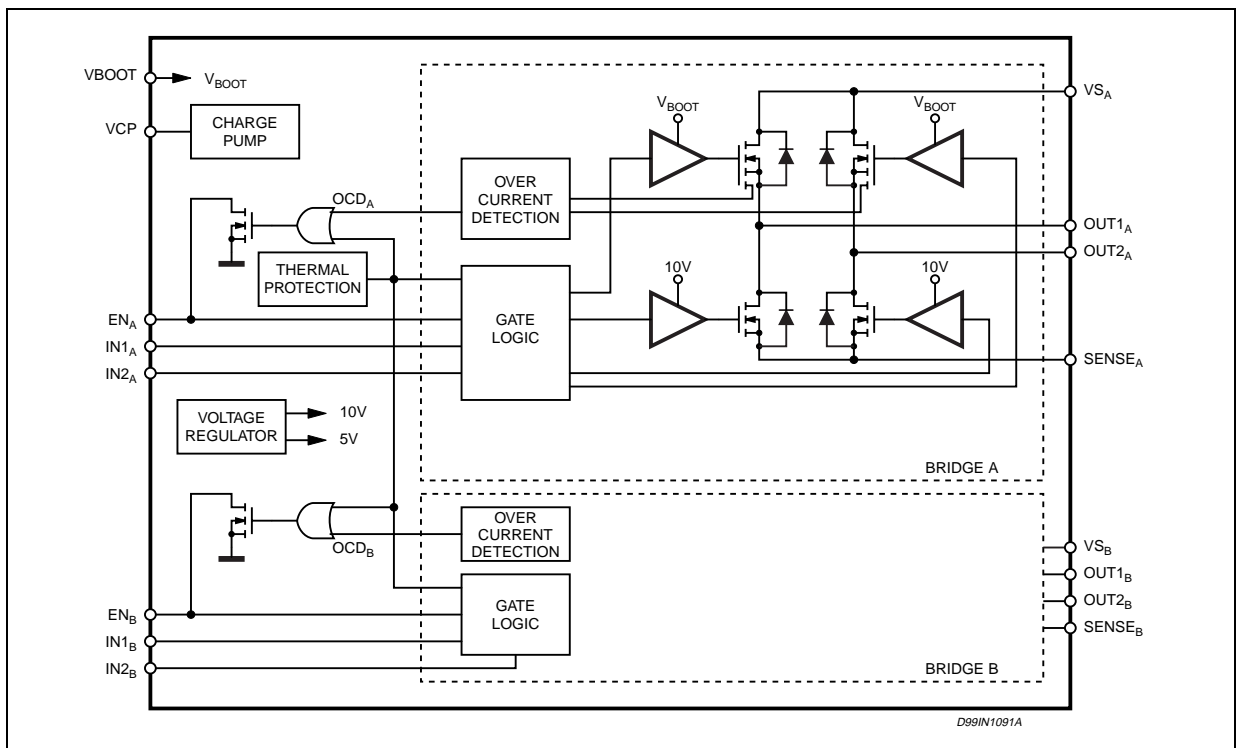 VBOOT
VBOOT
VCP
CHARGE
PUMP
VBOOT
VBOOT
VSA
OVER
CURRENT
DETECTION
OCDA
OUT1A
OUT2A
THERMAL
PROTECTION
10V
10V
GATE
LOGIC
ENA
IN1A
IN2A
SENSEA
VOLTAGE
REGULATOR
10V
5V
BRIDGE A
OVER
CURRENT
DETECTION
OCDB
VSB
OUT1B
OUT2B
SENSEB
GATE
LOGIC
ENB
IN1B
IN2B
BRIDGE B
D99IN1091A